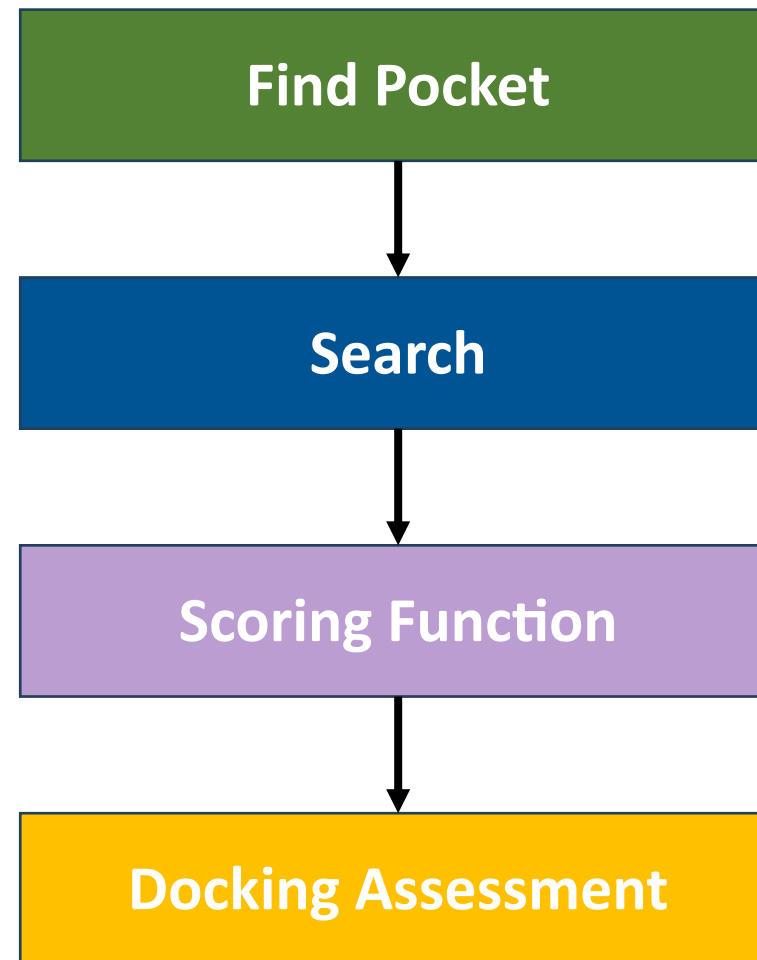 Find Pocket
Search
Scoring Function
Docking Assessment